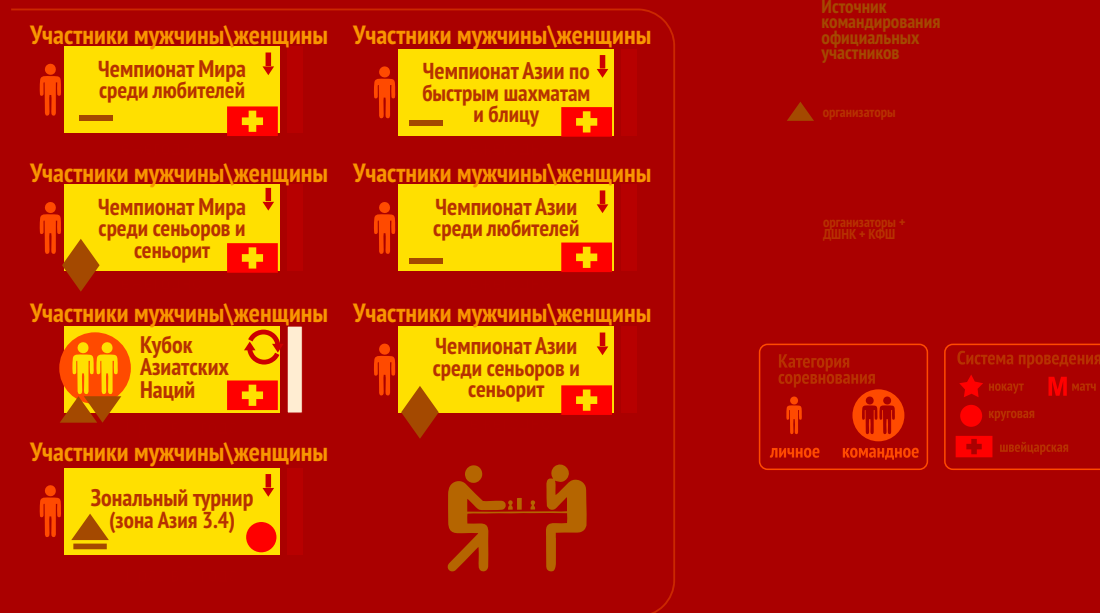 Участники мужчины\женщины
Чемпионат Мира
среди любителей
Участники мужчины\женщины
Чемпионат Азии по
быстрым шахматам
и блицу
Участники мужчины\женщины
Чемпионат Мира
среди сеньоров и
сеньорит
Участники мужчины\женщины
Чемпионат Азии
среди любителей
Участники мужчины\женщины
Кубок
Азиатских
Наций
Участники мужчины\женщины
Чемпионат Азии
среди сеньоров и
сеньорит
Участники мужчины\женщины
Зональный турнир
(зона Азия 3.4)
Источник
командирования
официальных
участников
организаторы
организаторы +
ДШНК + КФШ
Категория
соревнования
личное
командное
Система проведения
нокаут
М матч
круговая
швейцарская